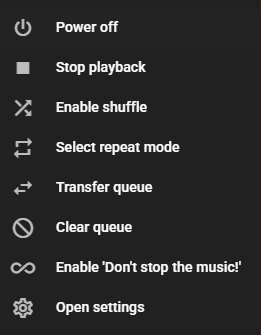 Power off
Stop playback
Enable shuffle
Select repeat mode
Transfer queue
Clear queue
Enable 'Don't stop the music!'
Open settings